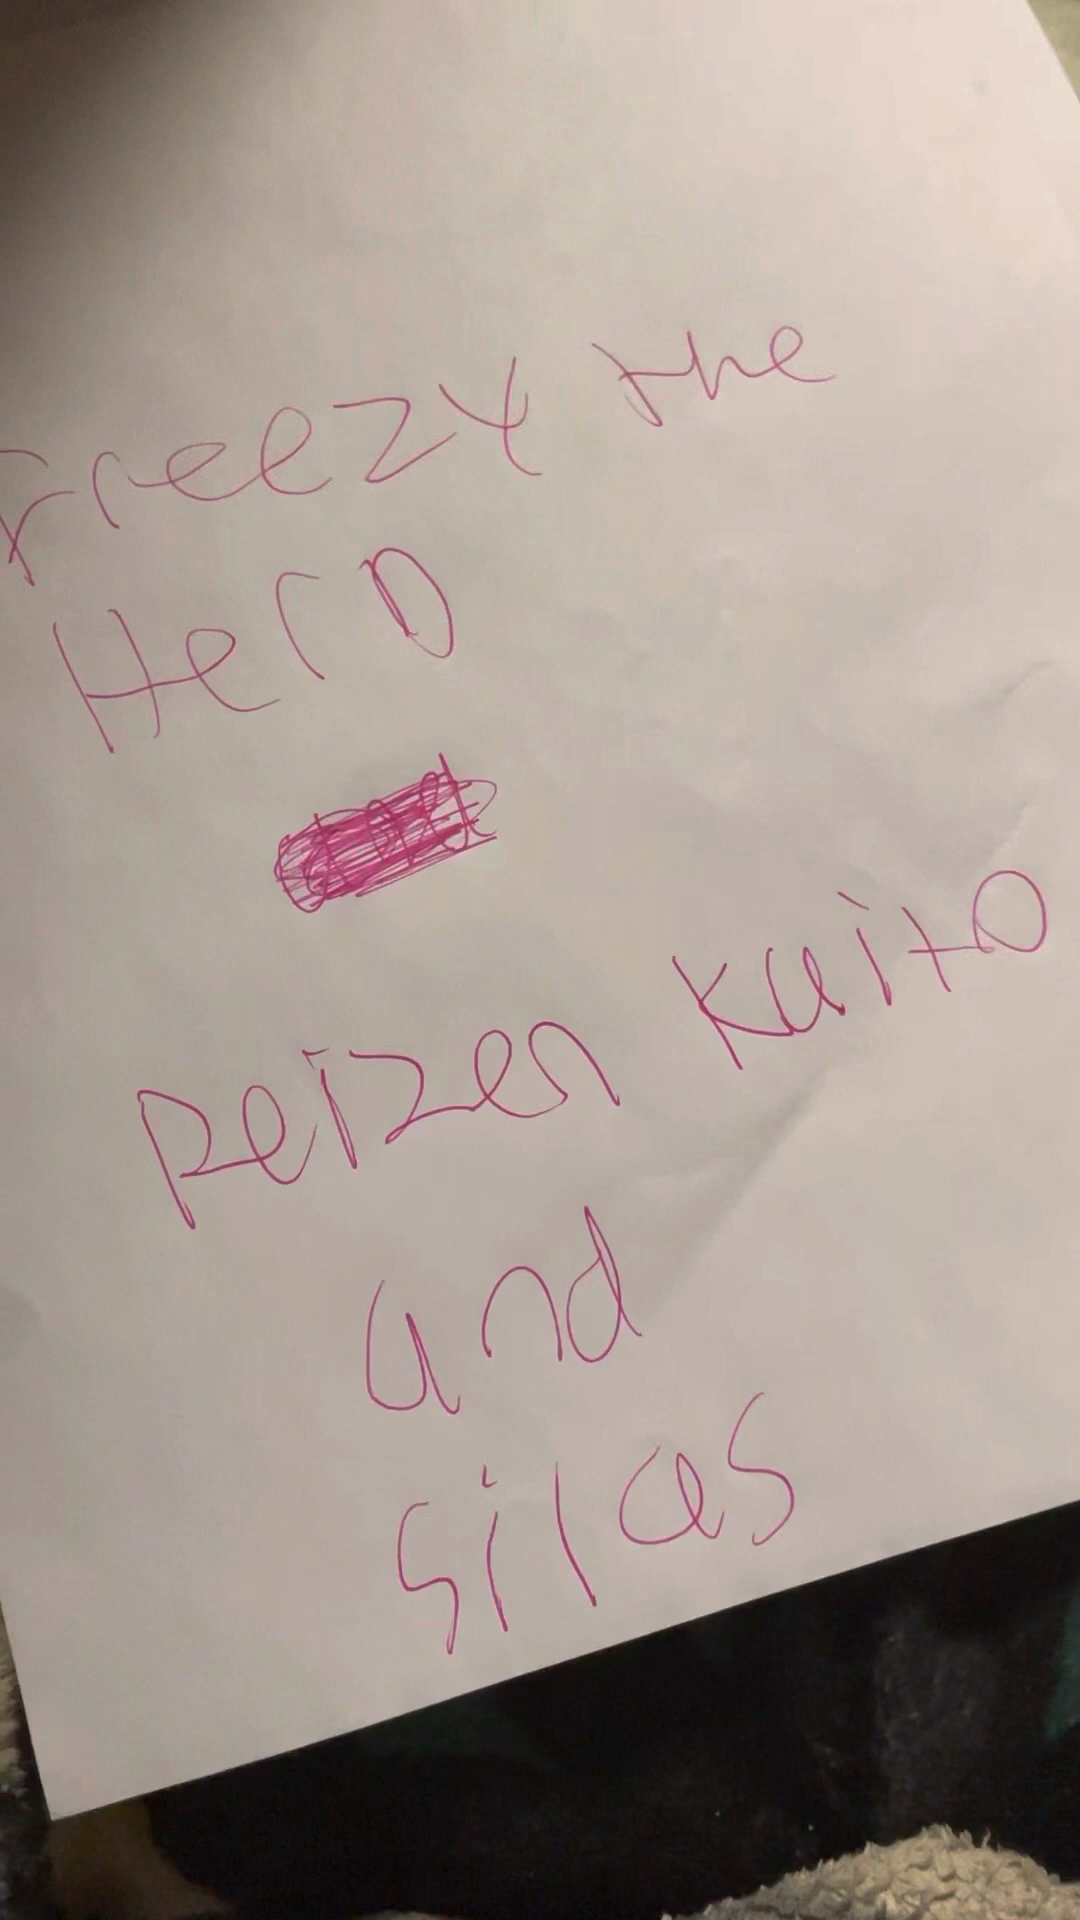 Freezy the
Hero
Reizen Kaito
and
Silas